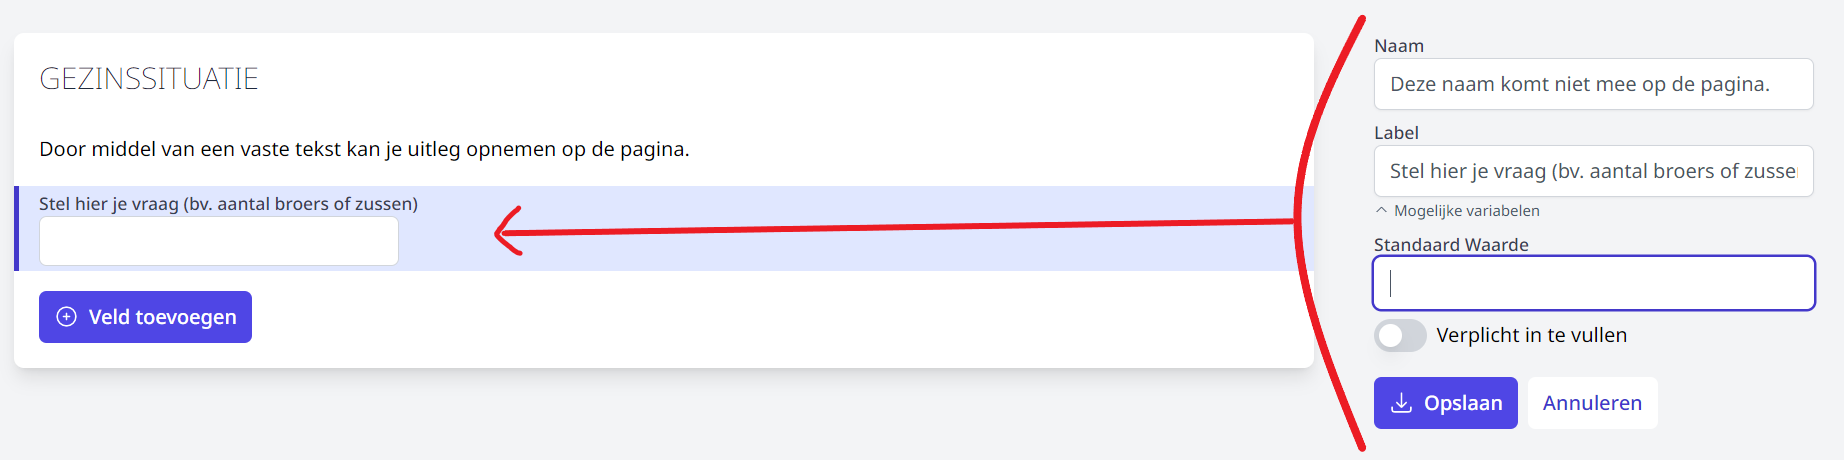 GEZINSSITUATIE
Door middel van een vaste tekst kan je uitleg opnemen op de pagina.
Stel hier je vraag (bv. aantal broers of zussen)
Veld toevoegen
Naam
Deze naam komt niet mee op de pagina.
Label
Stel hier je vraag (bv. aantal broers of zusse
Mogelijke variabelen
Standaard Waarde
Verplicht in te vullen
Opslaan
Annuleren